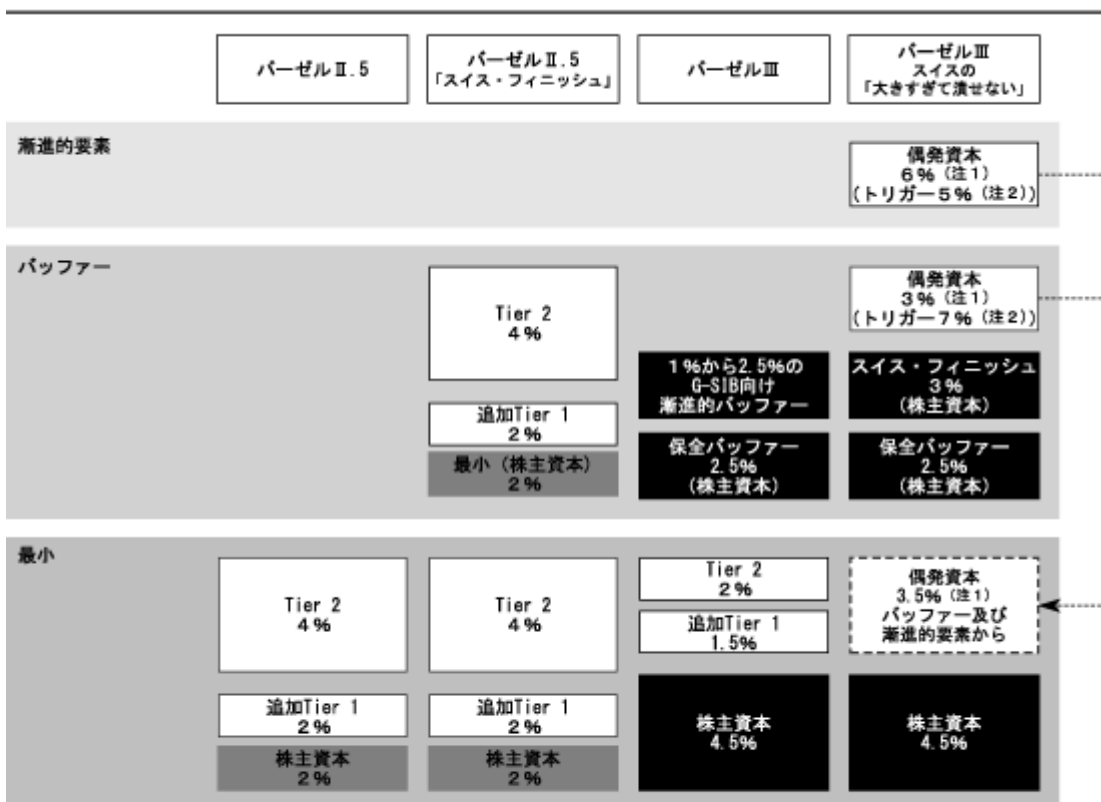 バーゼルⅡ.5
バーゼルⅡ.5
「スイス・フィニッシュ」
バーゼルⅢ
バーゼルⅢ
スイスの
「大きすぎて潰せない」
漸進的要素
偶発資本
6%（注1）
(トリガー5%（注2）)
バッファー
Tier 2
4%
追加Tier 1
2%
最小（株主資本）
2%
1%から2.5%の
G-SIB向け
漸進的バッファー
保全バッファー
2.5%
(株主資本)
偶発資本
3%（注1）
(トリガー7%（注2）)
スイス・フィニッシュ
3%
(株主資本)
保全バッファー
2.5%
(株主資本)
最小
Tier 2
4%
追加Tier 1
2%
株主資本
2%
Tier 2
4%
追加Tier 1
2%
株主資本
2%
Tier 2
2%
追加Tier 1
1.5%
株主資本
4.5%
偶発資本
3.5%（注1）
バッファー及び
漸進的要素から
株主資本
4.5%